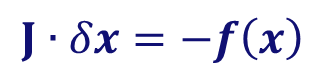 J · δx = −f(x)